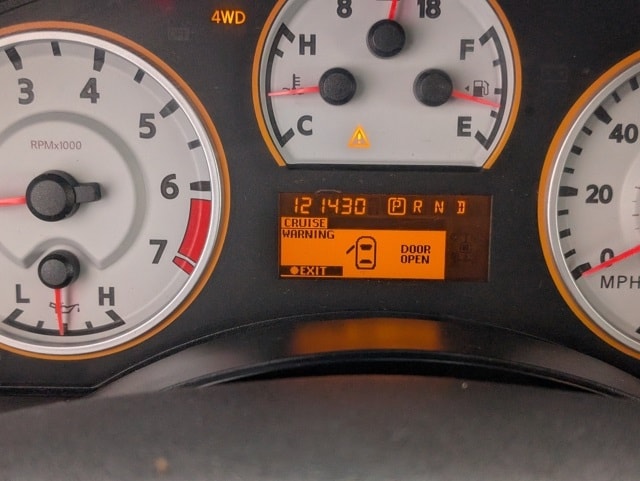 4WD
8 18
H F
C E
3 4 5 6 7
RPMx1000
L H
121430 P R N D
CRUISE
WARNING
DOOR
OPEN
EXIT
40
20
0
MPH